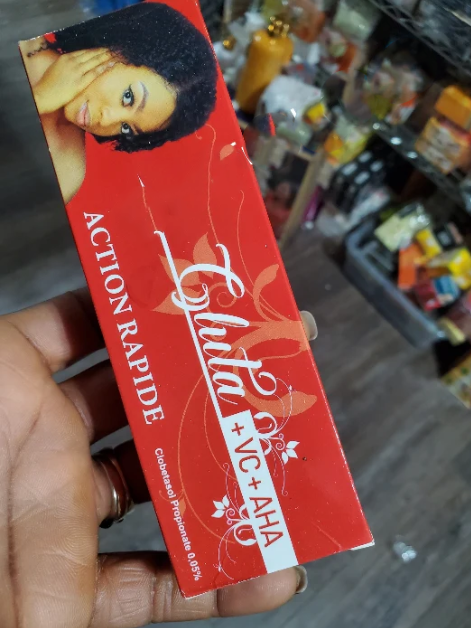 ACTION RAPIDE
Gluta
+ VC + AHA
Clobetasol Propionate 0,05%